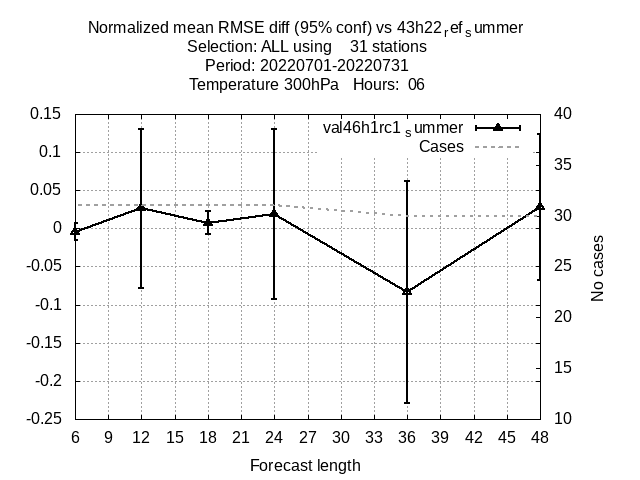 Normalized mean RMSE diff (95% conf) vs 43h22refsummer
Selection: ALL using    31 stations
Period: 20220701-20220731
Temperature 300hPa   Hours:  06
val46h1rc1summer
Cases
0.15
0.1
0.05
0
-0.05
-0.1
-0.15
-0.2
-0.25
40
35
30
25
20
15
10
No cases
6 9 12 15 18 21 24 27 30 33 36 39 42 45 48
Forecast length